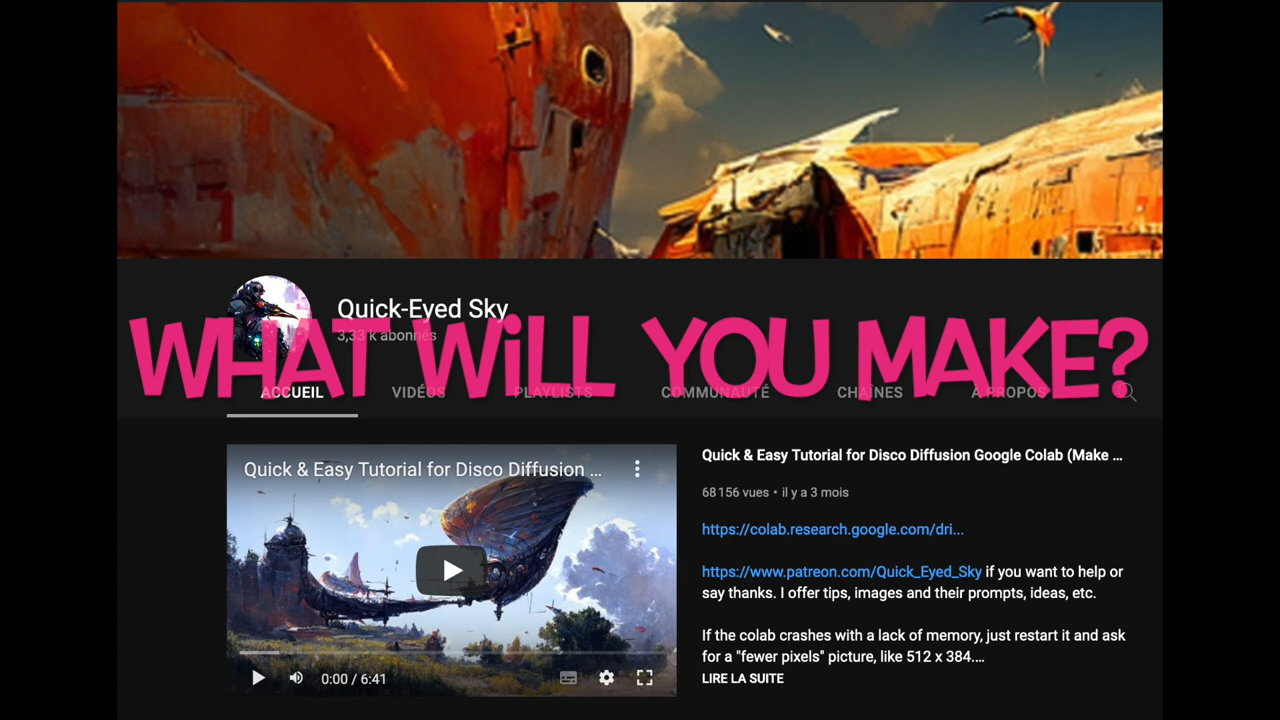 Quick-Eyed Sky
3,33 k abonnés
WHAT WiLL YOU MAKE?
ACCUEIL VIDÉOS PLAYLISTS COMMUNAUTÉ CHAÎNES À PROPOS
Quick & Easy Tutorial for Disco Diffusion ...
Quick & Easy Tutorial for Disco Diffusion Google Colab (Make ...
68 156 vues • il y a 3 mois
https://colab.research.google.com/dri...
https://www.patreon.com/Quick_Eyed_Sky if you want to help or
say thanks. I offer tips, images and their prompts, ideas, etc.
If the colab crashes with a lack of memory, just restart it and ask
for a "fewer pixels" picture, like 512 x 384....
LIRE LA SUITE
0:00 / 6:41